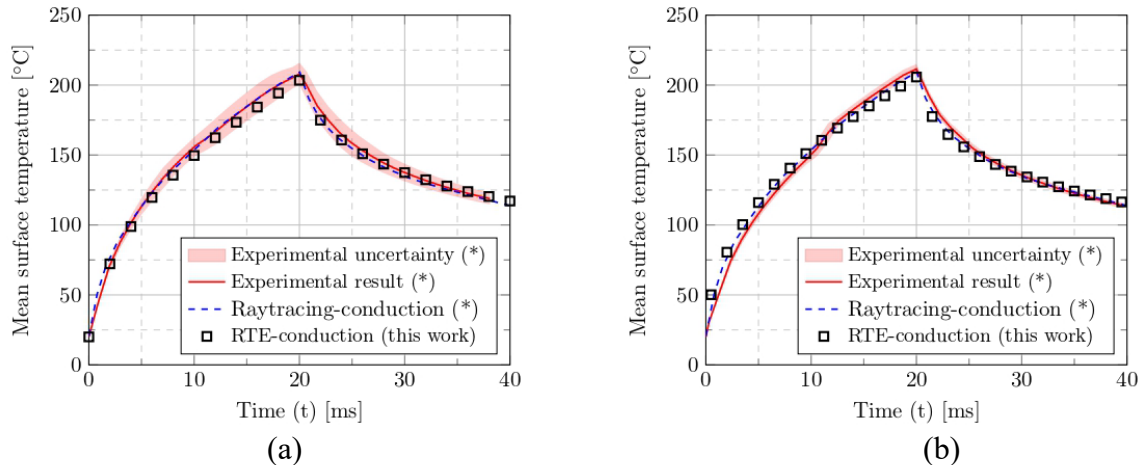 250
200
150
100
50
0
Mean surface temperature [°C]
Experimental uncertainty (*)
Experimental result (*)
Raytracing-conduction (*)
RTE-conduction (this work)
0 10 20 30 40
Time (t) [ms]
(a)
250
200
150
100
50
0
Mean surface temperature [°C]
Experimental uncertainty (*)
Experimental result (*)
Raytracing-conduction (*)
RTE-conduction (this work)
0 10 20 30 40
Time (t) [ms]
(b)